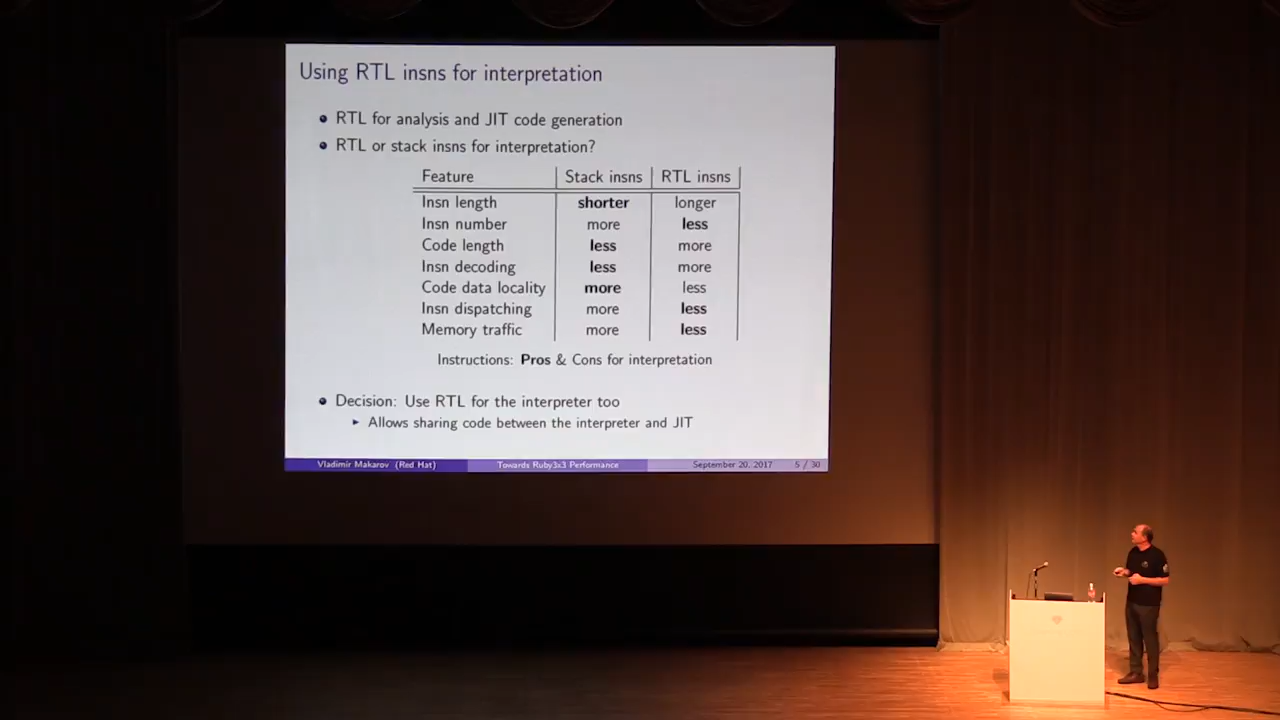 Using RTL insns for interpretation
RTL for analysis and JIT code generation
RTL or stack insns for interpretation?
Feature Stack insns RTL insns
Insn length shorter longer
Insn number more less
Code length less more
Insn decoding less more
Code data locality more less
Insn dispatching more less
Memory traffic more less
Instructions: Pros & Cons for interpretation
Decision: Use RTL for the interpreter too
Allows sharing code between the interpreter and JIT
Vladimir Makarov (Red Hat) Towards Ruby3x3 Performance September 20, 2017 5 / 30